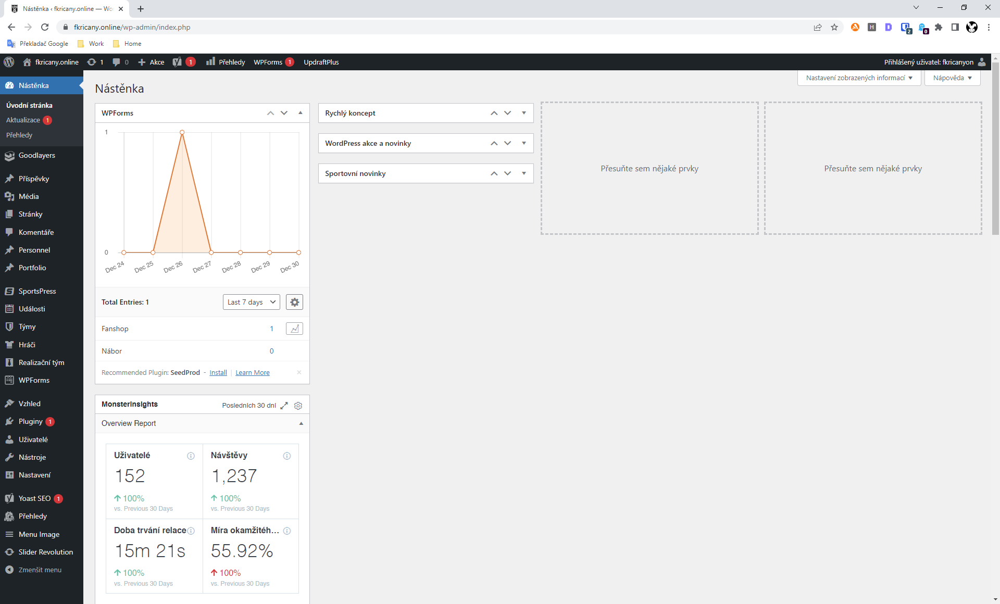 Nástěnka ‹ fkricany.online — Wo
fkricany.online/wp-admin/index.php
H
D
2
0
Překladač Google
Work
Home
fkricany.online
1
0
Akce
1
Přehledy
WPForms 1
UpdraftPlus
Přihlášený uživatel: fkricanyon
Nástěnka
Úvodní stránka
Aktualizace 1
Přehledy
Goodlayers
Příspěvky
Média
Stránky
Komentáře
Personnel
Portfolio
SportsPress
Události
Týmy
Hráči
Realizační tým
WPForms
Vzhled
Pluginy 1
Uživatelé
Nástroje
Nastavení
Yoast SEO 1
Přehledy
Menu Image
Slider Revolution
Zmenšit menu
Nastavení zobrazených informací
Nápověda
Nástěnka
WPForms
1
0
Dec 24
Dec 25
Dec 26
Dec 27
Dec 28
Dec 29
Dec 30
Total Entries: 1
Last 7 days
Fanshop 1
Nábor 0
Recommended Plugin: SeedProd - Install | Learn More
MonsterInsights
Posledních 30 dní
Overview Report
Uživatelé
152
100%
vs. Previous 30 Days
Návštěvy
1,237
100%
vs. Previous 30 Days
Doba trvání relace
15m 21s
100%
vs. Previous 30 Days
Míra okamžitéh...
55.92%
100%
vs. Previous 30 Days
Rychlý koncept
WordPress akce a novinky
Sportovní novinky
Přesuňte sem nějaké prvky
Přesuňte sem nějaké prvky